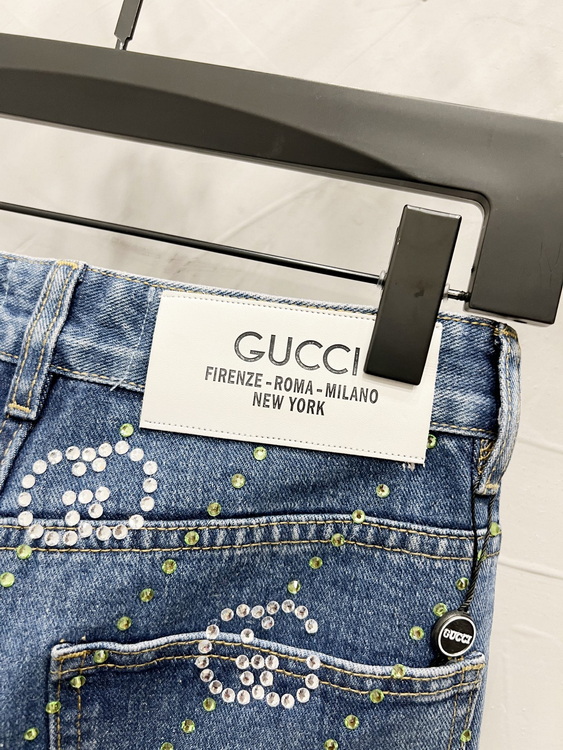 GUCCI
FIRENZE - ROMA - MILANO
NEW YORK
GUCCI